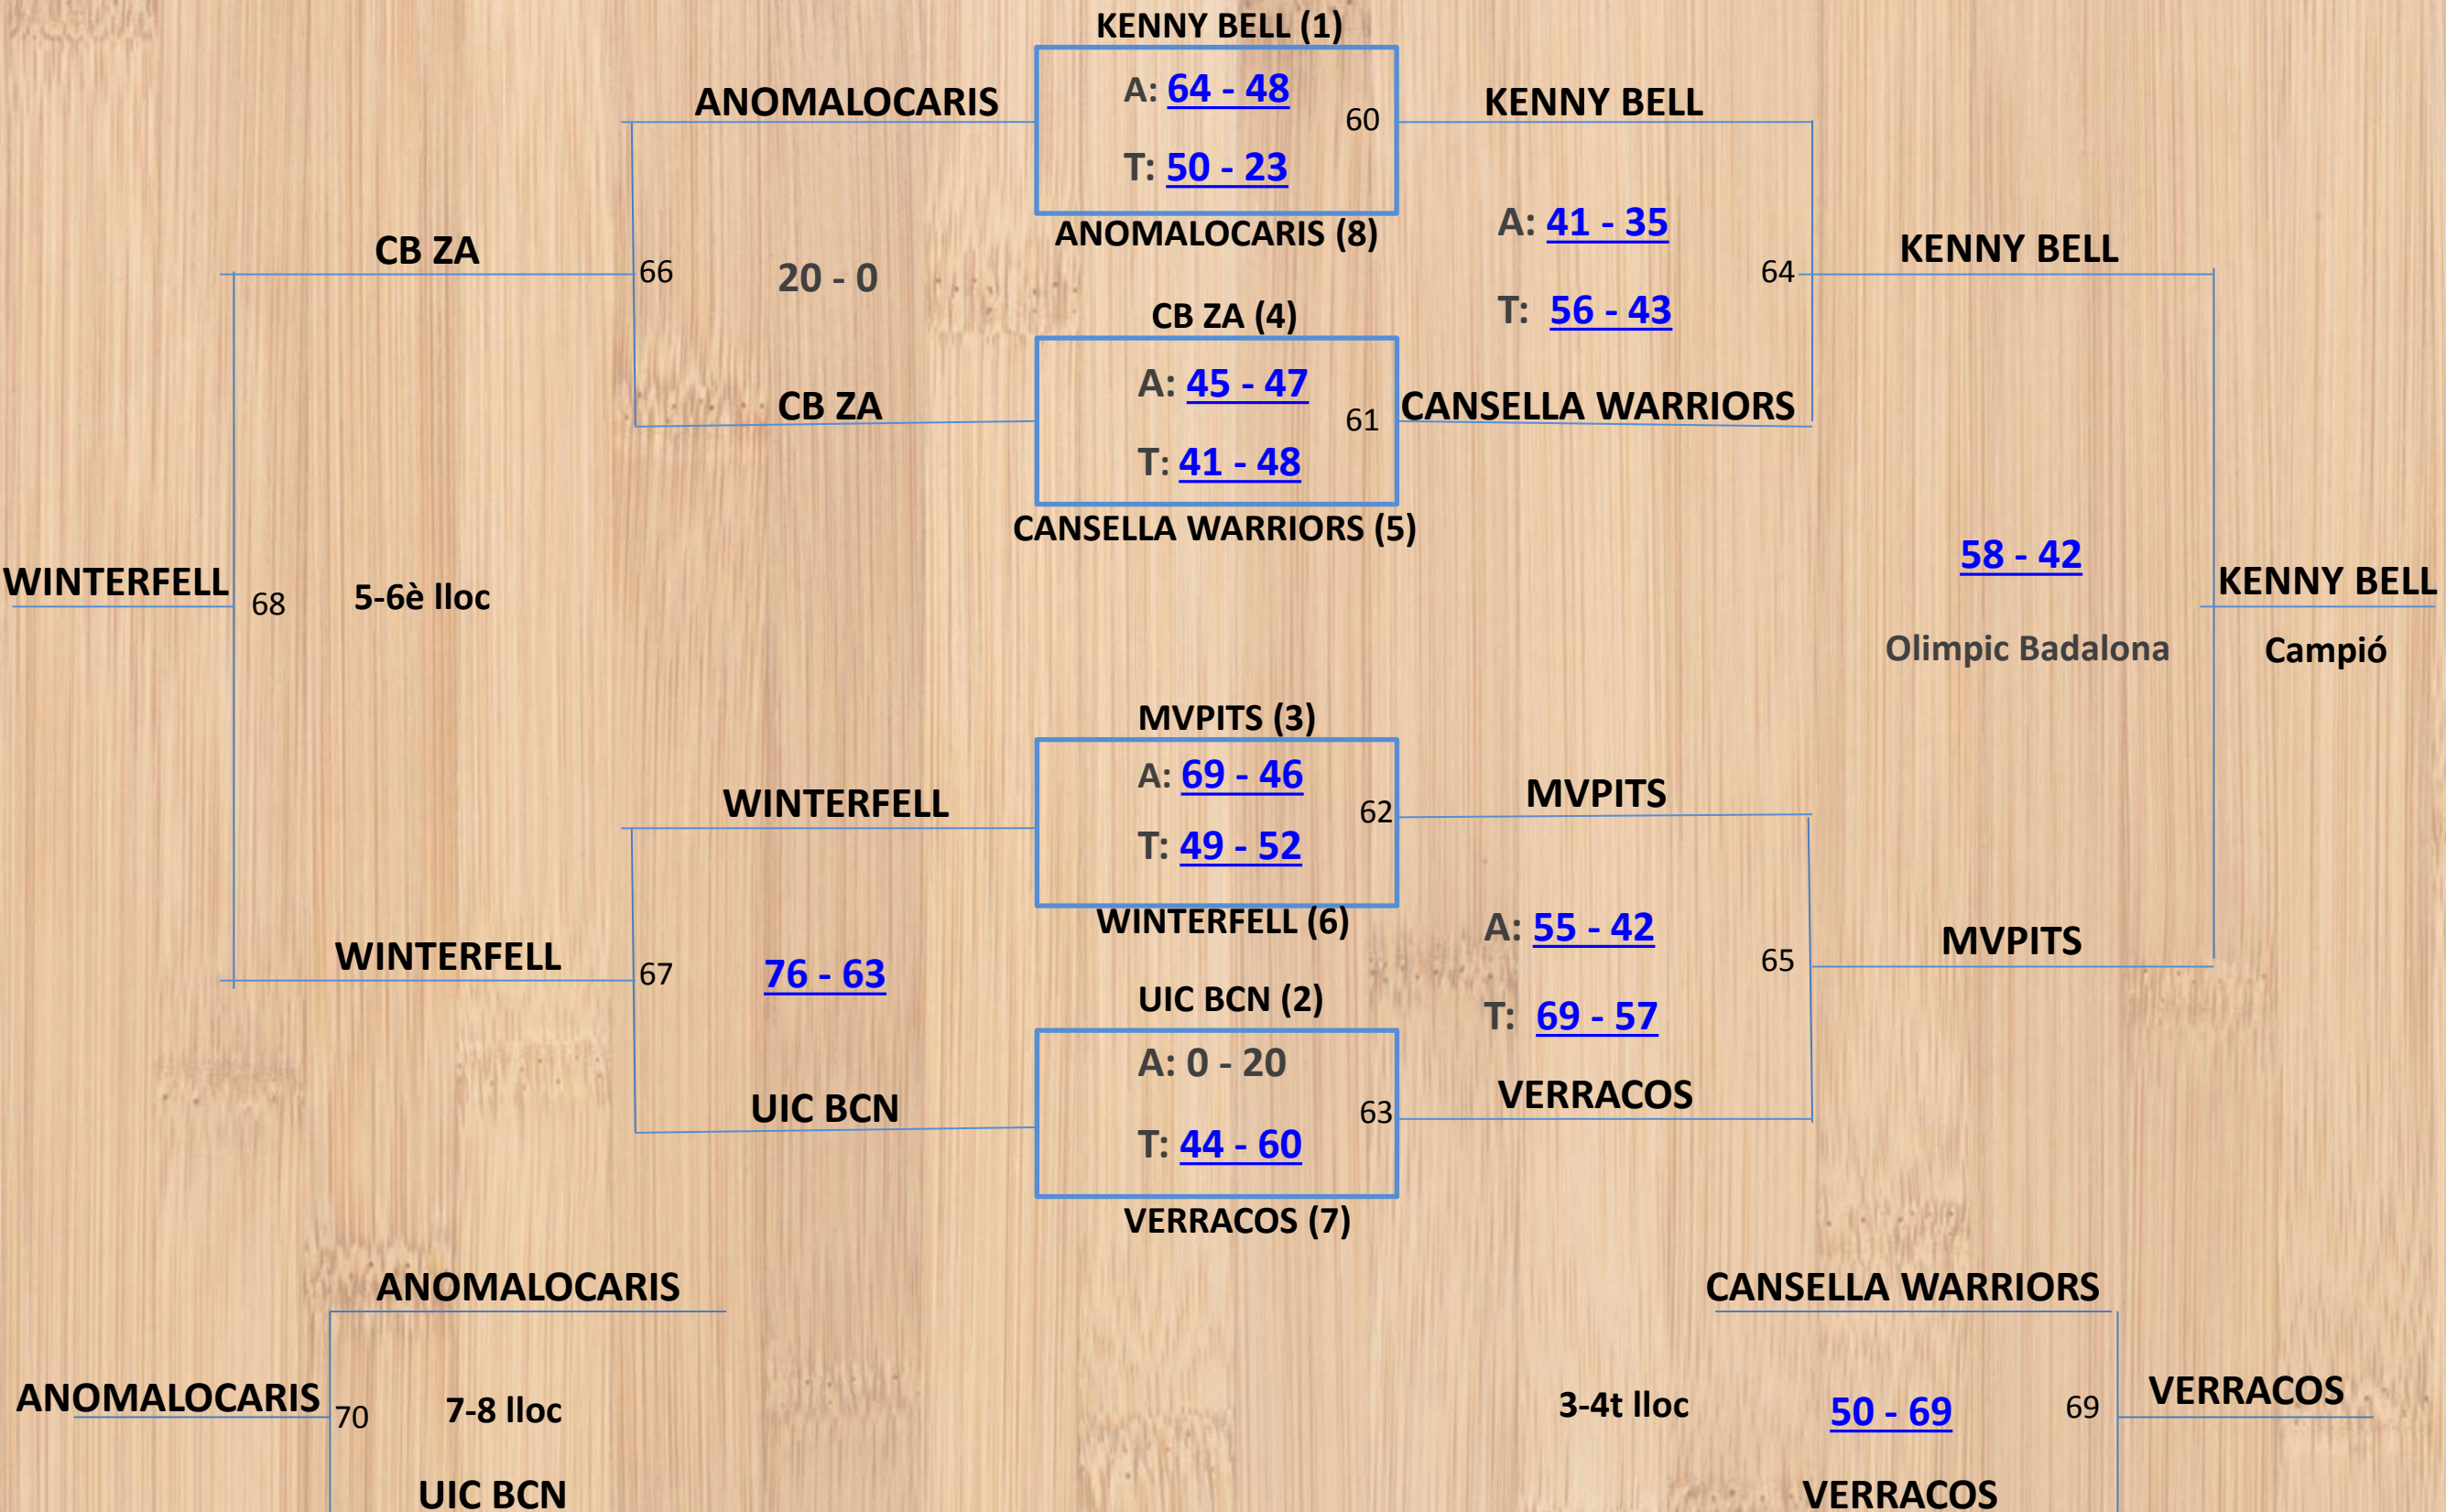 KENNY BELL (1)
A: 64 - 48
60
T: 50 - 23
ANOMALOCARIS (8)
ANOMALOCARIS
KENNY BELL
CB ZA
66
20 - 0
A: 41 - 35
64
T: 56 - 43
KENNY BELL
CB ZA (4)
A: 45 - 47
61
T: 41 - 48
CANSELLA WARRIORS (5)
CB ZA
CANSELLA WARRIORS
WINTERFELL
68
5-6è lloc
58 - 42
Olimpic Badalona
KENNY BELL
Campió
MVPITS (3)
A: 69 - 46
62
T: 49 - 52
WINTERFELL (6)
WINTERFELL
MVPITS
WINTERFELL
67
76 - 63
A: 55 - 42
65
T: 69 - 57
MVPITS
UIC BCN (2)
A: 0 - 20
63
T: 44 - 60
VERRACOS (7)
UIC BCN
VERRACOS
ANOMALOCARIS
ANOMALOCARIS
70
7-8 lloc
UIC BCN
CANSELLA WARRIORS
3-4t lloc
50 - 69
69
VERRACOS
VERRACOS